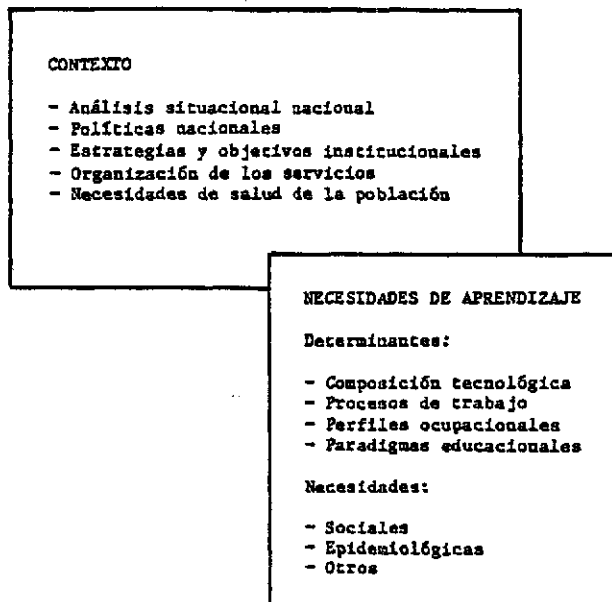 CONTEXTO
- Análisis situacional nacional
- Políticas nacionales
- Estrategias y objetivos institucionales
- Organización de los servicios
- Necesidades de salud de la población
NECESIDADES DE APRENDIZAJE
Determinantes:
- Composición tecnológica
- Procesos de trabajo
- Perfiles ocupacionales
- Paradigmas educacionales
Necesidades:
- Sociales
- Epidemiológicas
- Otros